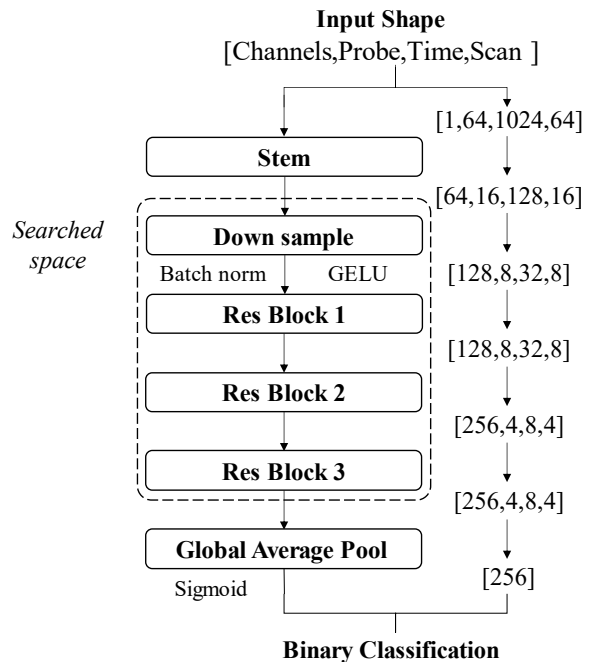 Input Shape
[Channels,Probe,Time,Scan ]
[1,64,1024,64]
Stem
[64,16,128,16]
Searched
space
Down sample
Batch norm GELU
[128,8,32,8]
Res Block 1
[128,8,32,8]
Res Block 2
[256,4,8,4]
Res Block 3
[256,4,8,4]
Global Average Pool
Sigmoid
[256]
Binary Classification